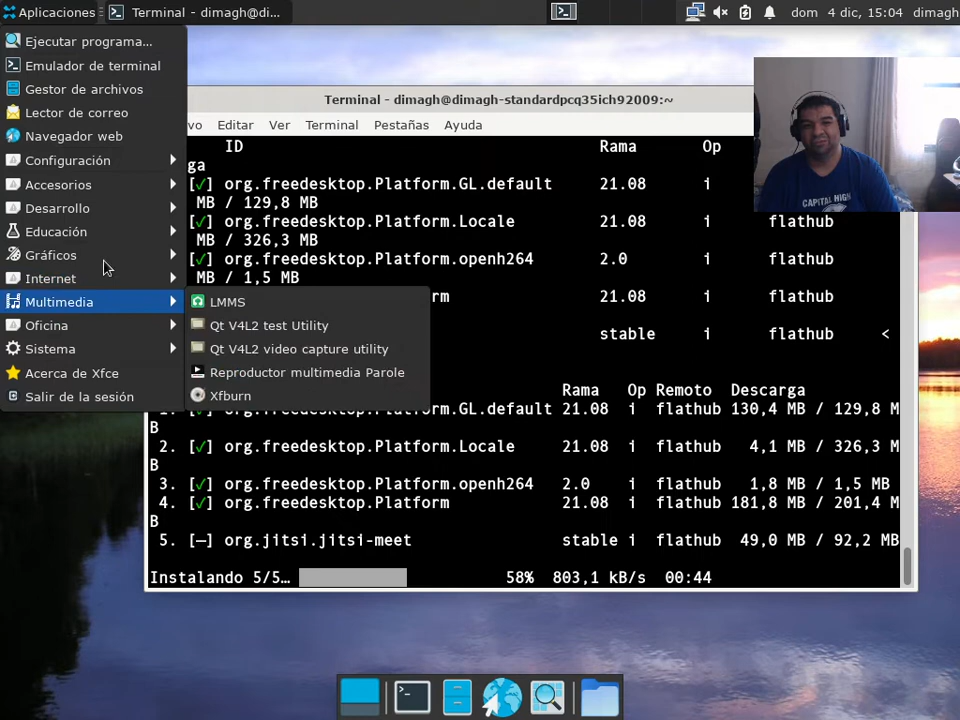 Aplicaciones
Terminal - dimagh@di...
dom 4 dic, 15:04
dimagh
Ejecutar programa...
Emulador de terminal
Gestor de archivos
Lector de correo
Navegador web
Configuración
Accesorios
Desarrollo
Educación
Gráficos
Internet
Multimedia
Oficina
Sistema
Acerca de Xfce
Salir de la sesión
LMMS
Qt V4L2 test Utility
Qt V4L2 video capture utility
Reproductor multimedia Parole
Xfburn
Terminal - dimagh@dimagh-standardpcq35ich92009:~
vo Editar Ver Terminal Pestañas Ayuda
ID Rama Op
ga
[✓] org.freedesktop.Platform.GL.default 21.08 i
MB / 129,8 MB
[✓] org.freedesktop.Platform.Locale 21.08 i flathub
MB / 326,3 MB
[✓] org.freedesktop.Platform.openh264 2.0 i flathub
MB / 1,5 MB
rm 21.08 i flathub
stable i flathub <
Rama Op Remoto Descarga
1. [✓] org.freedesktop.Platform.GL.default 21.08 i flathub 130,4 MB / 129,8 M
B
2. [✓] org.freedesktop.Platform.Locale 21.08 i flathub 4,1 MB / 326,3 M
B
3. [✓] org.freedesktop.Platform.openh264 2.0 i flathub 1,8 MB / 1,5 MB
4. [✓] org.freedesktop.Platform 21.08 i flathub 181,8 MB / 201,4 M
B
5. [—] org.jitsi.jitsi-meet stable i flathub 49,0 MB / 92,2 MB
Instalando 5/5… 58% 803,1 kB/s 00:44
CAPITAL HIGH